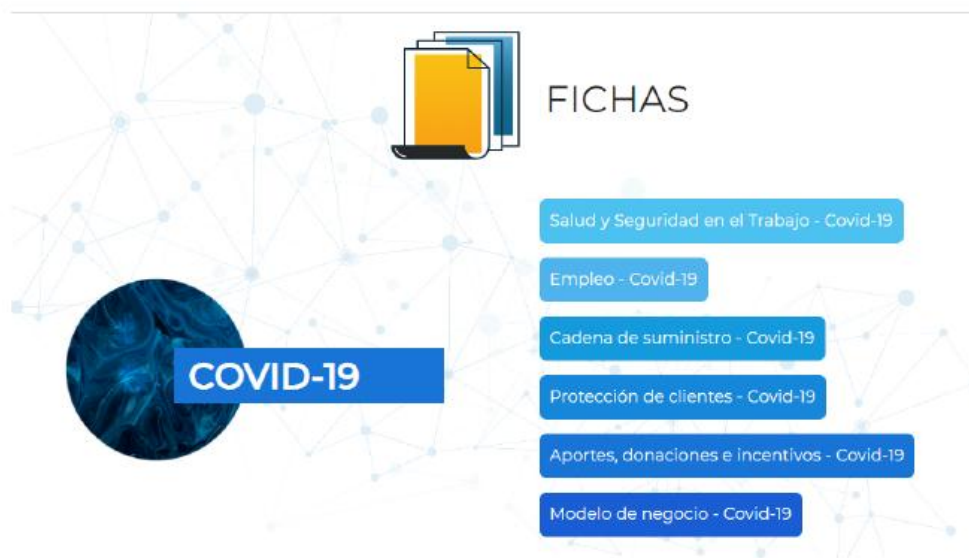 FICHAS
Salud y Seguridad en el Trabajo - Covid-19
Empleo - Covid-19
Cadena de suministro - Covid-19
COVID-19
Protección de clientes - Covid-19
Aportes, donaciones e incentivos - Covid-19
Modelo de negocio - Covid-19